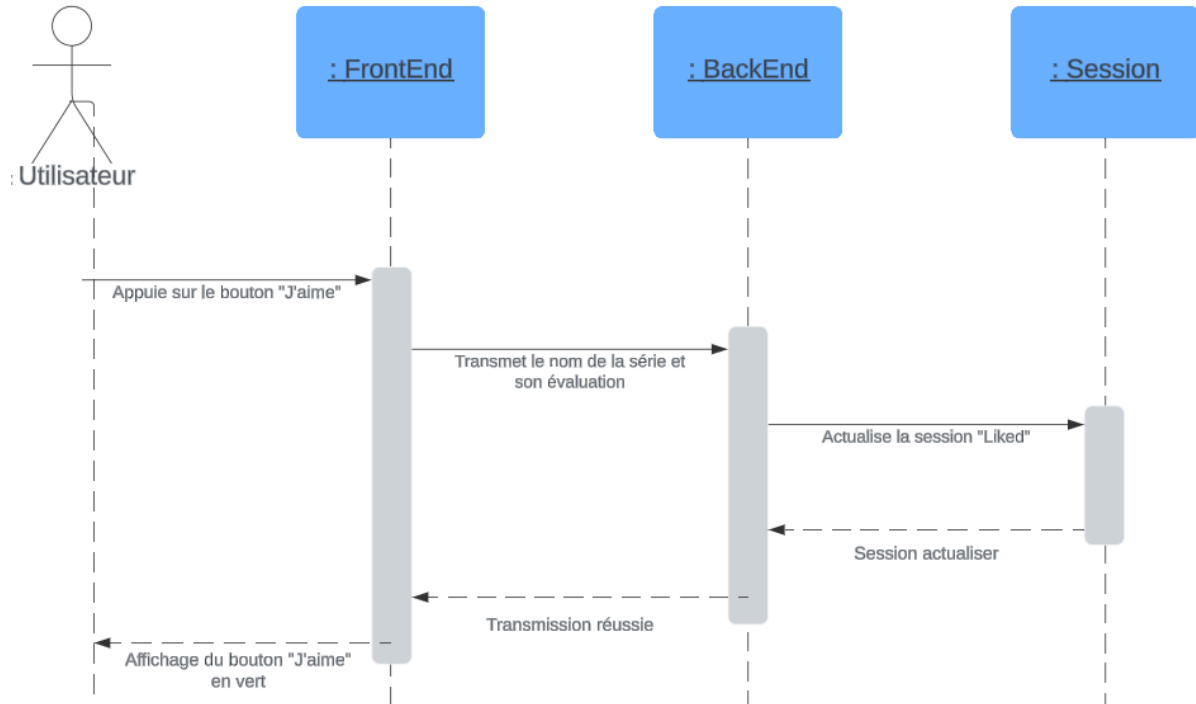 : FrontEnd
: BackEnd
: Session
: Utilisateur
Appuie sur le bouton "J'aime"
Transmet le nom de la série et
son évaluation
Actualise la session "Liked"
Session actualiser
Transmission réussie
Affichage du bouton "J'aime"
en vert